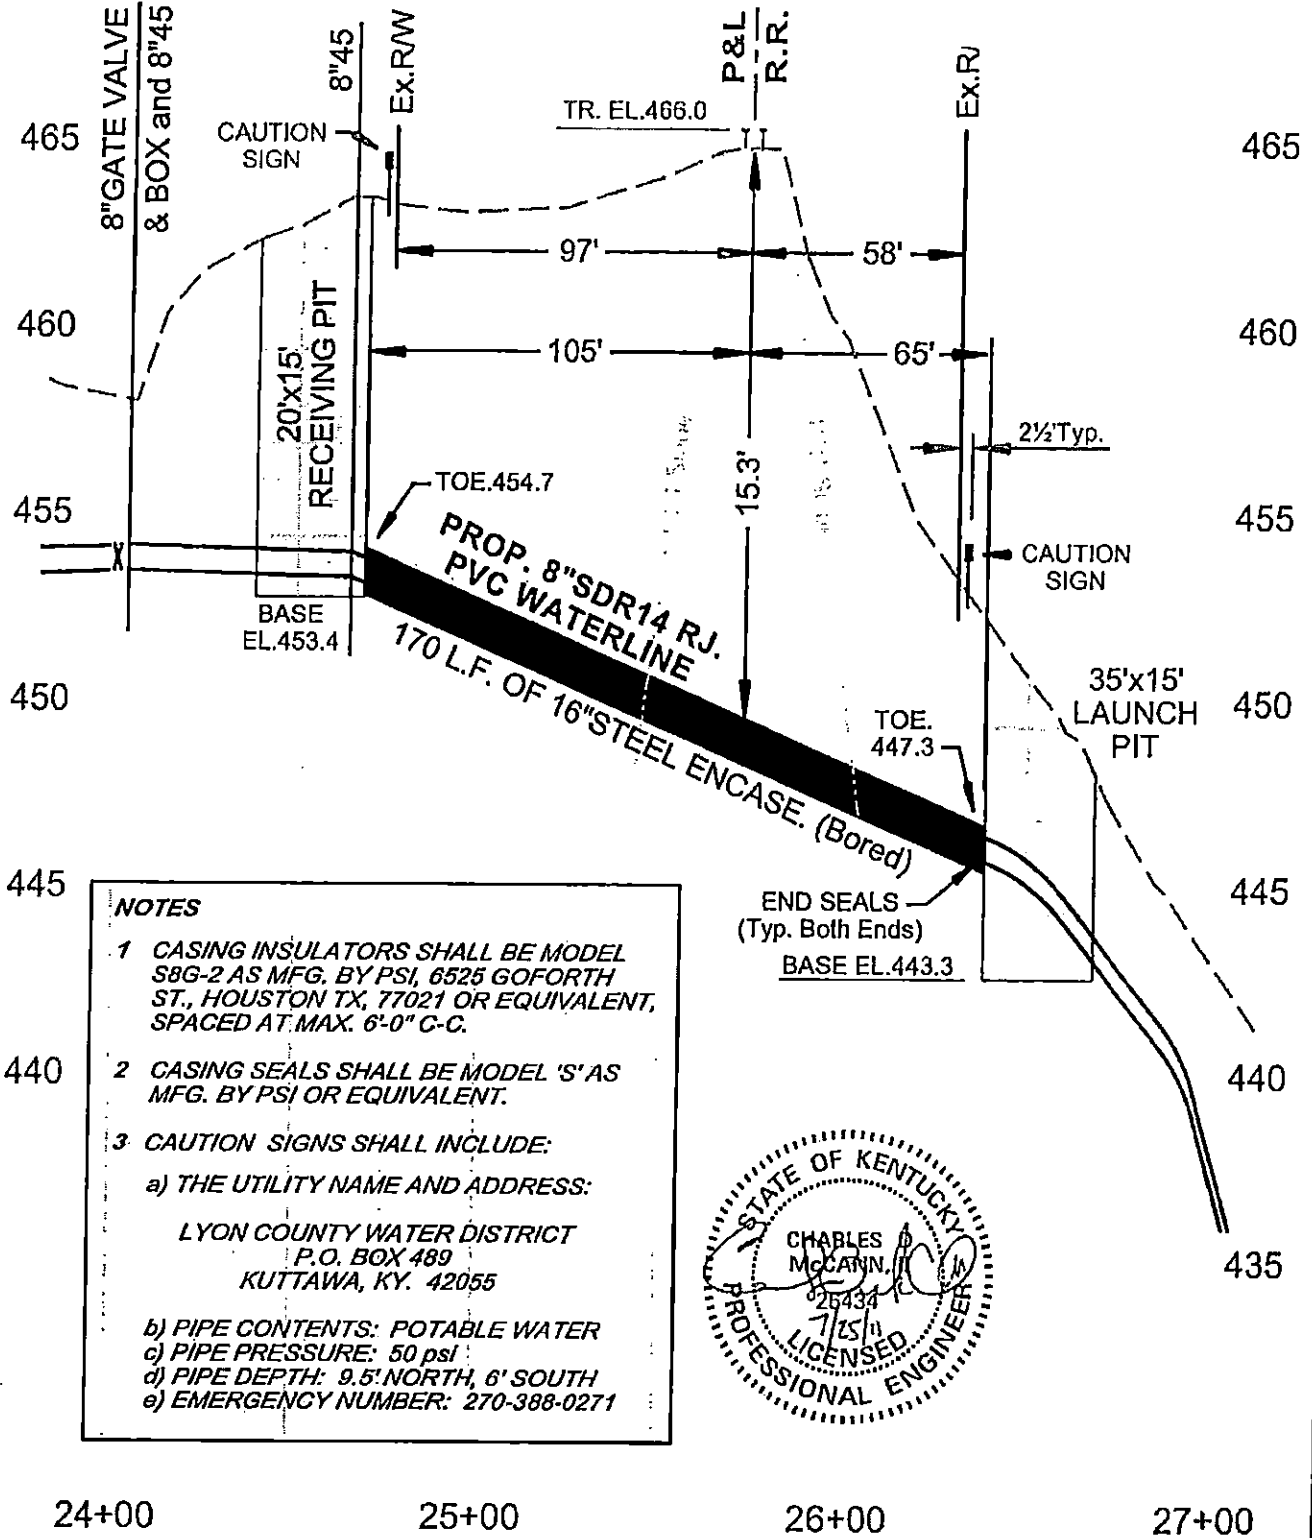 8"GATE VALVE
& BOX and 8"45
8"45
Ex.R/W
P&L
R.R.
Ex.R/
465
CAUTION
SIGN
TR. EL.466.0
465
97'
58'
460
20'x15'
RECEIVING PIT
105'
65'
460
2½'Typ.
15.3'
455
TOE.454.7
455
X
PROP. 8"SDR14 RJ.
PVC WATERLINE
CAUTION
SIGN
BASE
EL.453.4
170 L.F. OF 16"STEEL ENCASE. (Bored)
450
35'x15'
LAUNCH
PIT
450
TOE.
447.3
445
END SEALS
(Typ. Both Ends)
BASE EL.443.3
445
NOTES
1 CASING INSULATORS SHALL BE MODEL
S8G-2 AS MFG. BY PSI, 6525 GOFORTH
ST., HOUSTON TX, 77021 OR EQUIVALENT,
SPACED AT MAX. 6'-0" C-C.
440
2 CASING SEALS SHALL BE MODEL 'S' AS
MFG. BY PSI OR EQUIVALENT.
440
3 CAUTION SIGNS SHALL INCLUDE:
a) THE UTILITY NAME AND ADDRESS:
LYON COUNTY WATER DISTRICT
P.O. BOX 489
KUTTAWA, KY. 42055
b) PIPE CONTENTS: POTABLE WATER
c) PIPE PRESSURE: 50 psi
d) PIPE DEPTH: 9.5' NORTH, 6' SOUTH
e) EMERGENCY NUMBER: 270-388-0271
STATE OF KENTUCKY
CHARLES D
McCANN, II
25434
7/25/11
LICENSED
PROFESSIONAL ENGINEER
435
24+00
25+00
26+00
27+00